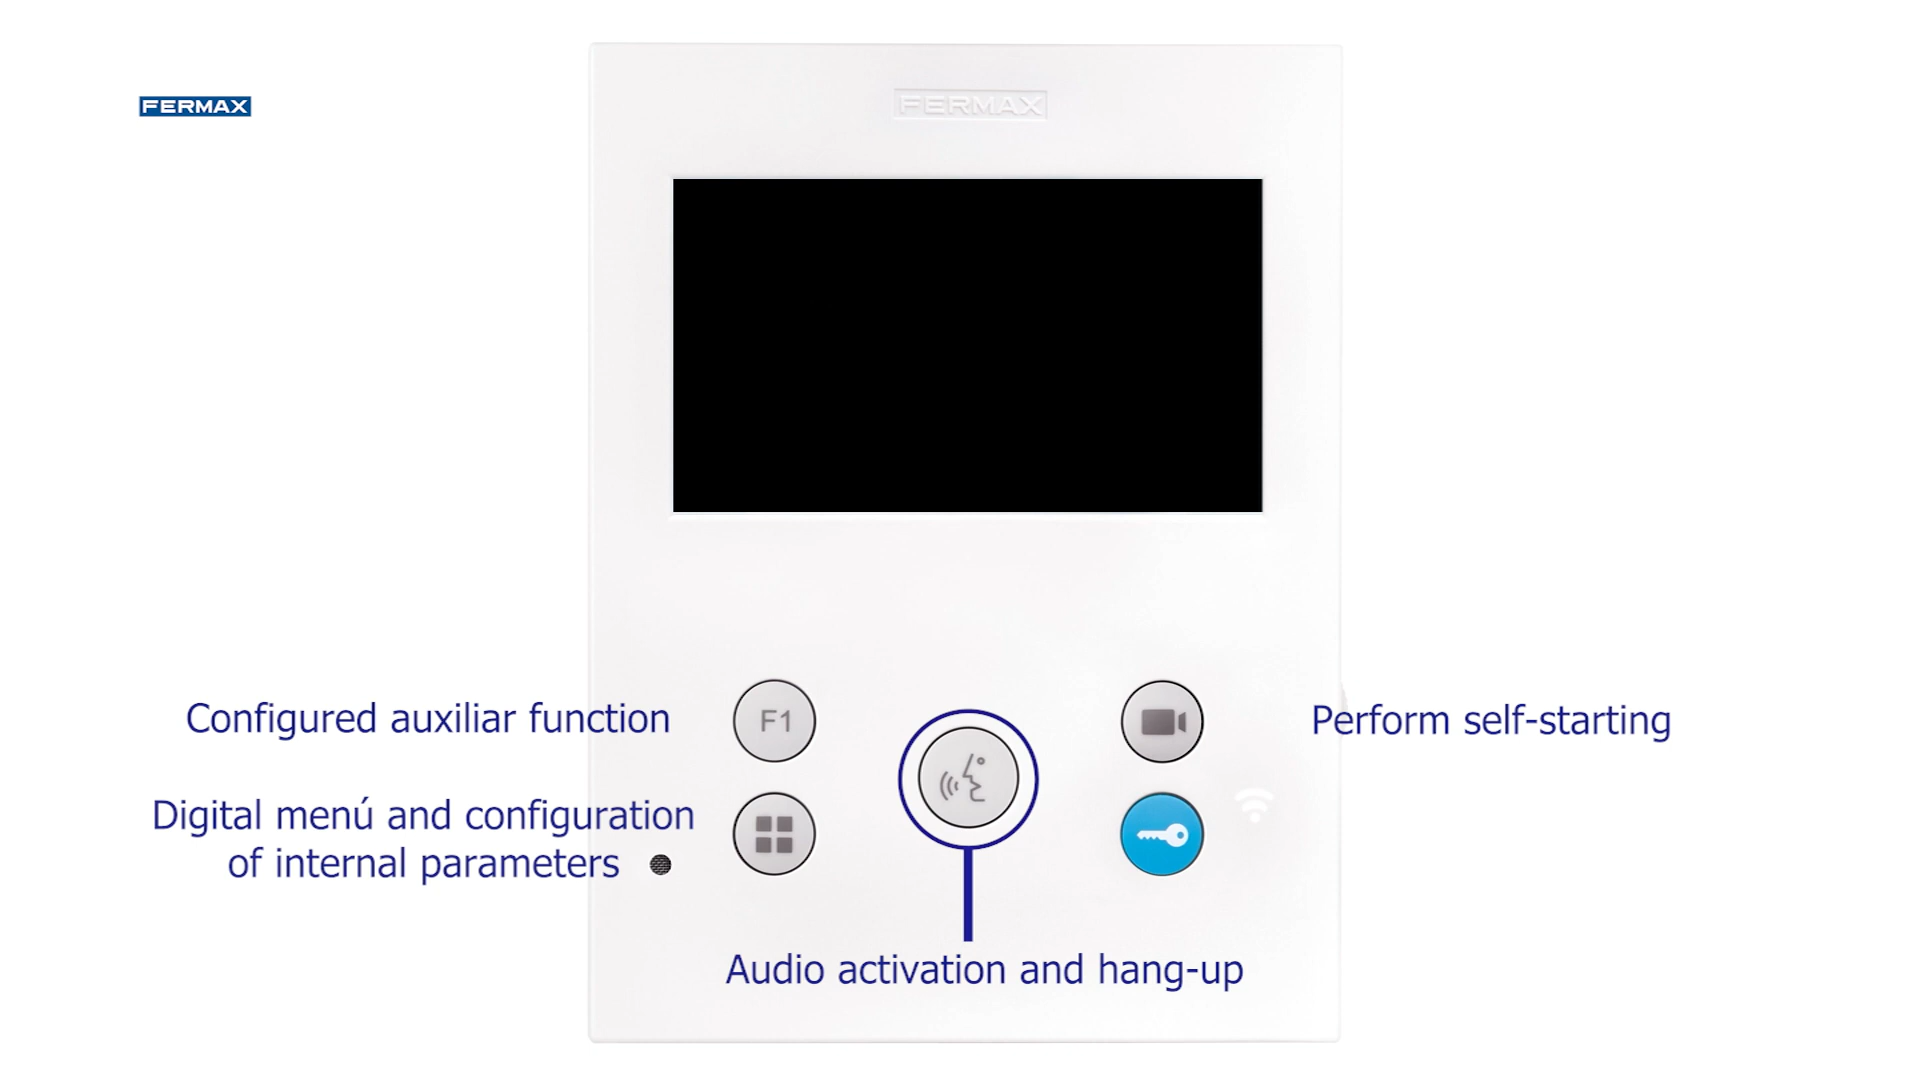 FERMAX
FERMAX
Configured auxiliar function
F1
Perform self-starting
Digital menú and configuration
of internal parameters
Audio activation and hang-up